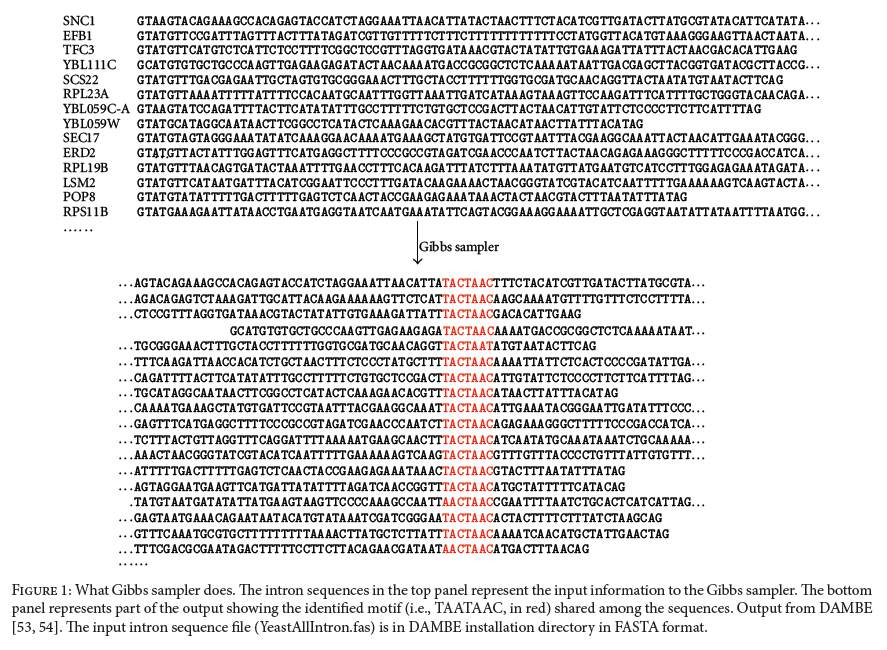 SNC1 GTAAGTACAGAAAGCCACAGAGTACCATCTAGGAAATTAACATTATACTAACTTTCTACATCGTTGATACTTATGCGTATACATTCATATA...
EFB1 GTATGTTCCGATTTAGTTTACTTTATAGATCGTTGTTTTTCTTTCTTTTTTTTTTTTCCTATGGTTACATGTAAAGGGAAGTTAACTAATA...
TFC3 GTATGTTCATGTCTCATTCTCCTTTTCGGCTCCGTTTAGGTGATAAACGTACTATATTGTGAAAGATTATTTACTAACGACACATTGAAG
YBL111C GCATGTGTGCTGCCCAAGTTGAGAAGAGATACTAACAAAATGACCGCGGCTCTCAAAAATAATTGACGAGCTTACGGTGATACGCTTACCG...
SCS22 GTATGTTTGACGAGAATTGCTAGTGTGCGGGAAACTTTGCTACCTTTTTTGGTGCGATGCAACAGGTTACTAATATGTAATACTTCAG
RPL23A GTATGTTAAAATTTTTATTTTCCACAATGCAATTTGGTTAAATTGATCATAAAGTAAAGTTCCAAGATTTCATTTTGCTGGGTACAACAGA...
YBL059C-A GTAAGTATCCAGATTTTACTTCATATATTTGCCTTTTTCTGTGCTCCGACTTACTAACATTGTATTCTCCCCTTCTTCATTTTAG
YBL059W GTATGCATAGGCAATAACTTCGGCCTCATACTCAAAGAACACGTTTACTAACATAACTTATTTACATAG
SEC17 GTATGTAGTAGGGAAATATATCAAAGGAACAAAATGAAAGCTATGTGATTCCGTAATTTACGAAGGCAAATTACTAACATTGAAATACGGG...
ERD2 GTATGTTACTATTTGGAGTTTCATGAGGCTTTTCCCGCCGTAGATCGAACCCAATCTTACTAACAGAGAAAGGGCTTTTTCCCGACCATCA...
RPL19B GTATGTTTAACAGTGATACTAAATTTTGAACCTTTCACAAGATTTATCTTTAAATATGTTATGAATGTCATCCTTGGAGAGAAATAGATA...
LSM2 GTATGTTCATAATGATTTACATCGGAATTCCCTTTGATACAAGAAAACTAACGGGTATCGTACATCAATTTTTGAAAAAAGTCAAGTACTA...
POP8 GTATGTATATTTTTGACTTTTTGAGTCTCAACTACCGAAGAGAAATAAACTACTAACGTACTTTAATATTTATAG
RPS11B GTATGAAAGAATTATAACCTGAATGAGGTAATCAATGAAATATTCAGTACGGAAAGGAAAATTGCTCGAGGTAATATTATAATTTTAATGG...
......
Gibbs sampler
...AGTACAGAAAGCCACAGAGTACCATCTAGGAAATTAACATTATACTAACTTTCTACATCGTTGATACTTATGCGTA...
...AGACAGAGTCTAAAGATTGCATTACAAGAAAAAAGTTCTCATTACTAACAAGCAAAATGTTTTGTTTCTCCTTTTA...
...CTCCGTTTAGGTGATAAACGTACTATATTGTGAAAGATTATTTACTAACGACACATTGAAG
GCATGTGTGCTGCCCAAGTTGAGAAGAGATACTAACAAAATGACCGCGGCTCTCAAAAATAAT...
...TGCGGGAAACTTTGCTACCTTTTTTGGTGCGATGCAACAGGTTACTAATATGTAATACTTCAG
...TTTCAAGATTAACCACATCTGCTAACTTTCTCCCTATGCTTTTACTAACAAAATTATTCTCACTCCCCGATATTGA...
...CAGATTTTACTTCATATATTTGCCTTTTTCTGTGCTCCGACTTACTAACATTGTATTCTCCCCTTCTTCATTTTAG...
...TGCATAGGCAATAACTTCGGCCTCATACTCAAAGAACACGTTTACTAACATAACTTATTTACATAG
...CAAAATGAAAGCTATGTGATTCCGTAATTTACGAAGGCAAATTACTAACATTGAAATACGGGAATTGATATTTCCC...
...GAGTTTCATGAGGCTTTTCCCGCCGTAGATCGAACCCAATCTTACTAACAGAGAAAGGGCTTTTTCCCGACCATCA...
...TCTTTACTGTTAGGTTTCAGGATTTTAAAAATGAAGCAACTTTACTAACATCAATATGCAAATAAATCTGCAAAAA...
...AAACTAACGGGTATCGTACATCAATTTTTGAAAAAAGTCAAGTACTAACGTTTGTTTACCCCTGTTTATTGTGTTT...
...ATTTTTGACTTTTTGAGTCTCAACTACCGAAGAGAAATAAACTACTAACGTACTTTAATATTTATAG
...AGTAGGAATGAAGTTCATGATTATATTTTAGATCAACCGGTTTACTAACATGCTATTTTTCATACAG
.TATGTAATGATATATTATGAAGTAAGTTCCCCAAAGCCAATTAACTAACCGAATTTTAATCTGCACTCATCATTAG...
...GAGTAATGAAACAGAATAATACATGTATAAATCGATCGGGAATACTAACACTACTTTTCTTTATCTAAGCAG
...GTTTCAAATGCGTGCTTTTTTTTTAAAACTTATGCTCTTATTTACTAACAAAATCAACATGCTATTGAACTAG
...TTTCGACGCGAATAGACTTTTTCCTTCTTACAGAACGATAATAACTAACATGACTTTAACAG
......
FIGURE 1: What Gibbs sampler does. The intron sequences in the top panel represent the input information to the Gibbs sampler. The bottom
panel represents part of the output showing the identified motif (i.e., TAATAAC, in red) shared among the sequences. Output from DAMBE
[53, 54]. The input intron sequence file (YeastAllIntron.fas) is in DAMBE installation directory in FASTA format.